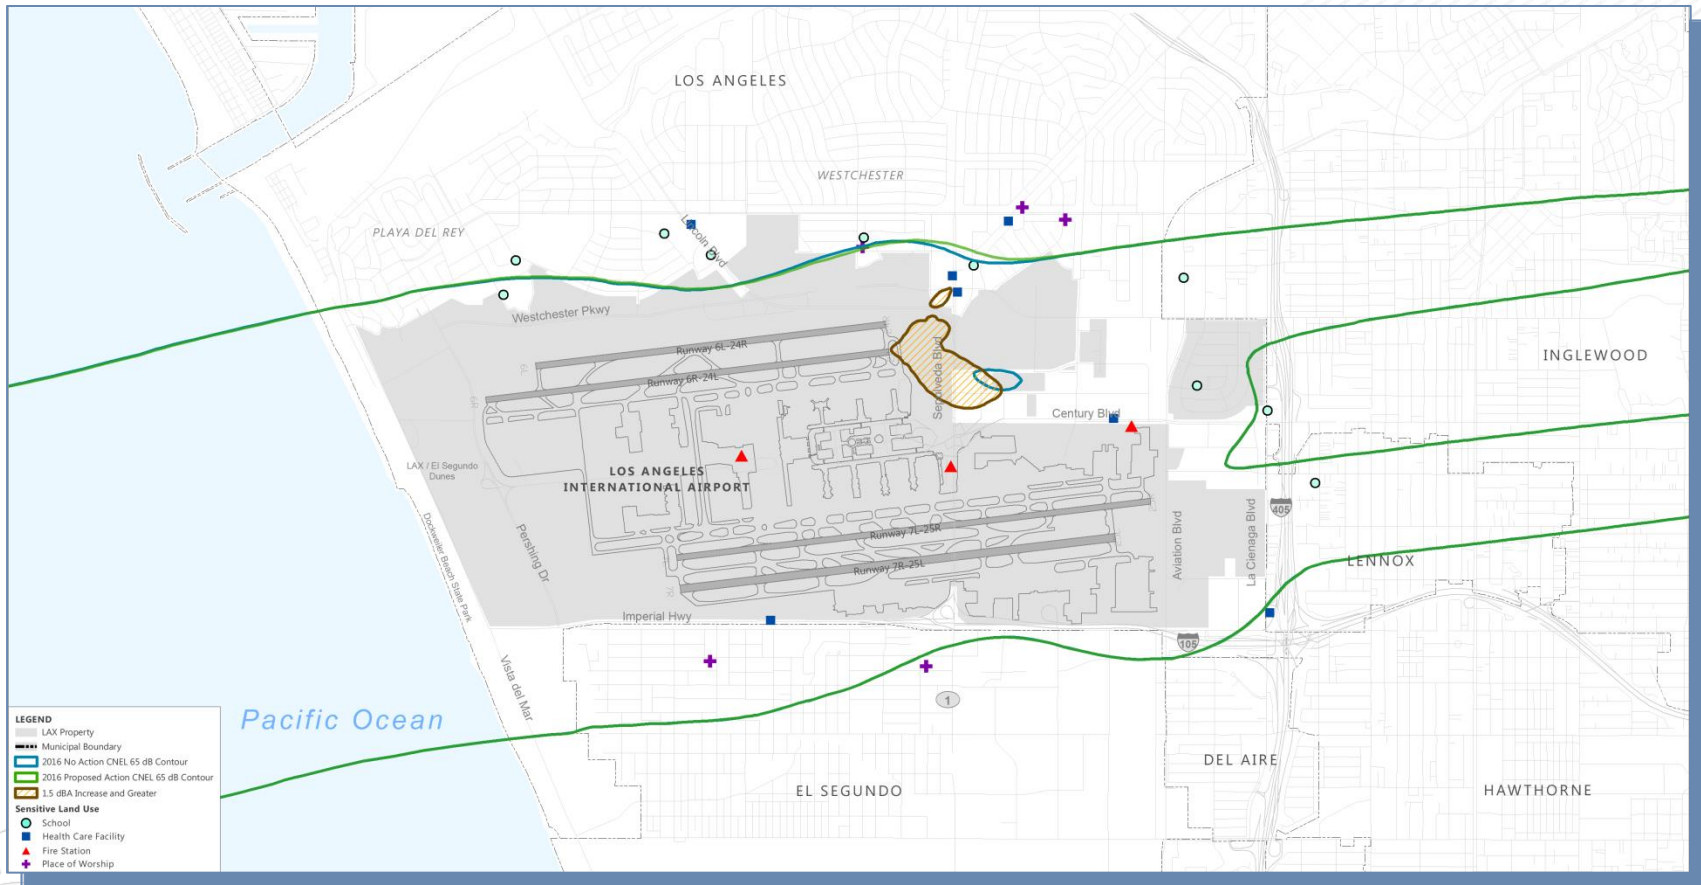 LOS ANGELES
WESTCHESTER
PLAYA DEL REY
Lincoln Blvd
Westchester Pkwy
Runway 6L-24R
Runway 6R-24L
Sepulveda Blvd
INGLEWOOD
Century Blvd
LAX / El Segundo
Dunes
LOS ANGELES
INTERNATIONAL AIRPORT
405
Runway 7L-25R
Runway 7R-25L
Pershing Dr
Dockweiler Beach State Park
Aviation Blvd
La Cienaga Blvd
LENNOX
Imperial Hwy
105
Vista del Mar
1
Pacific Ocean
DEL AIRE
EL SEGUNDO
HAWTHORNE
LEGEND
LAX Property
Municipal Boundary
2016 No Action CNEL 65 dB Contour
2016 Proposed Action CNEL 65 dB Contour
1.5 dBA Increase and Greater
Sensitive Land Use
School
Health Care Facility
Fire Station
Place of Worship